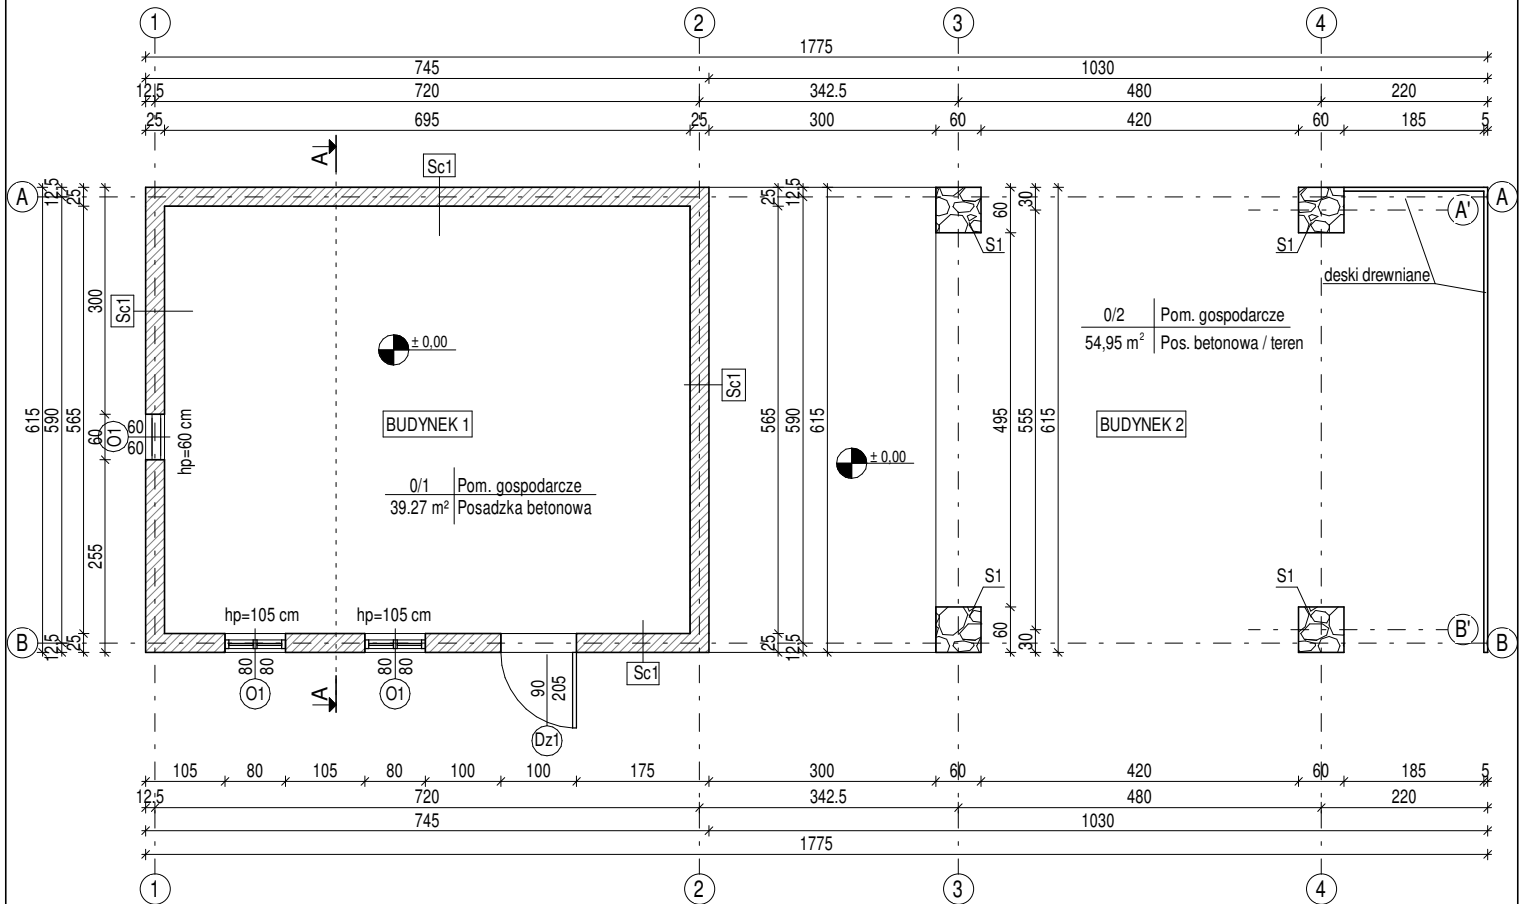 1 2 3 4
1775
745 1030
12.5 720 342.5 480 220
25 695 25 300 60 420 60 185 5
A
Sc1
A 12.5 25 25 12.5 60 30 A
A'
S1 S1
deski drewniane
300
Sc1
0/2 Pom. gospodarcze
54,95 m² Pos. betonowa / teren
± 0,00
Sc1
615 590 565 60
O1 60
60
hp=60 cm
BUDYNEK 1
565 590 615
495 555 615
BUDYNEK 2
± 0,00
0/1 Pom. gospodarcze
39.27 m² Posadzka betonowa
255
S1 S1
hp=105 cm hp=105 cm
B 12.5 25 25 12.5 60 30 B' B
80 80 80 80
90 205
Sc1
O1 O1
A
Dz1
105 80 105 80 100 100 175 300 60 420 60 185 5
12.5 720 342.5 480 220
745 1030
1775
1 2 3 4